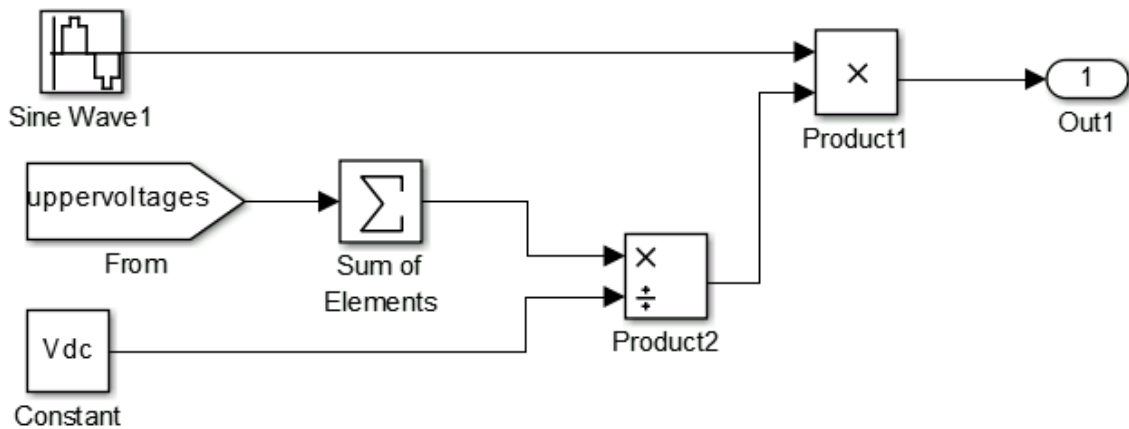 Sine Wave1
×
Product1
1
Out1
uppervoltages
From
∑
Sum of
Elements
×
÷
Product2
Vdc
Constant